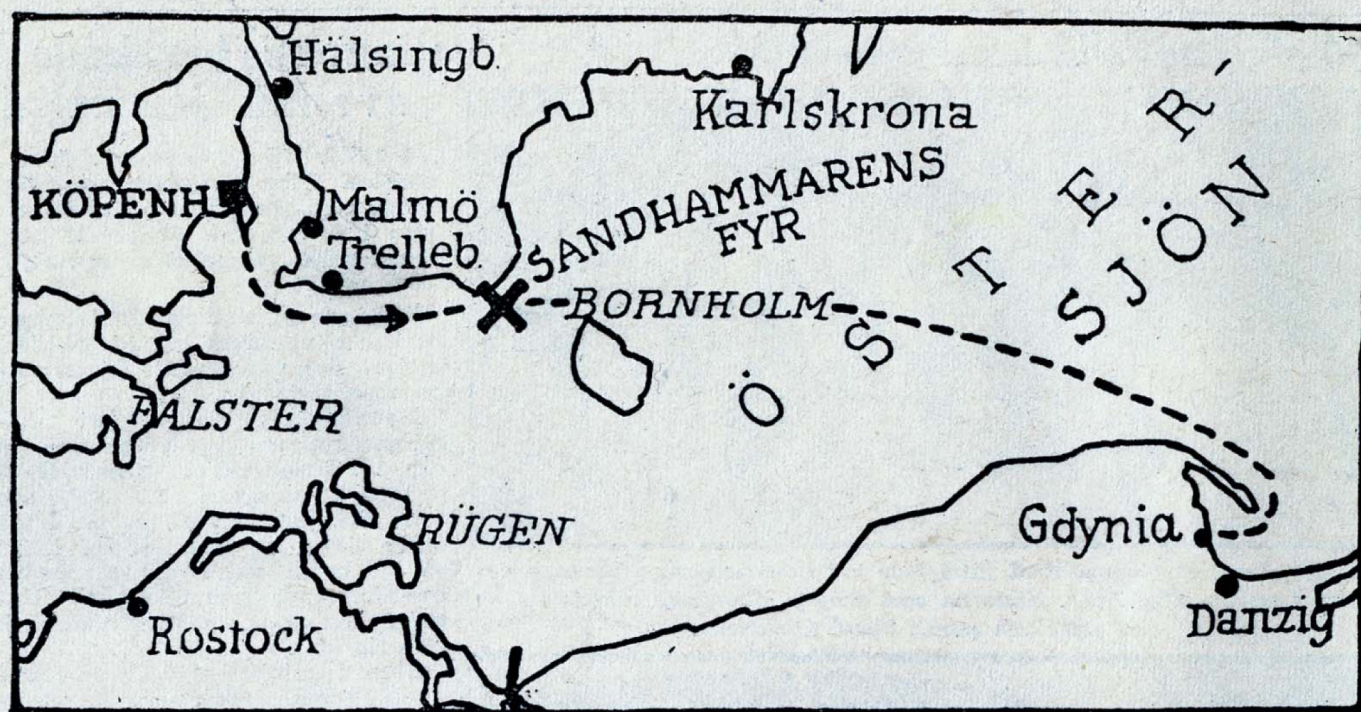 Hälsingb.
Karlskrona
KÖPENH
Malmö
Trelleb.
SANDHAMMARENS
FYR
BORNHOLM
ÖSTER-
SJÖN
FALSTER
RÜGEN
Gdynia
Rostock
Danzig